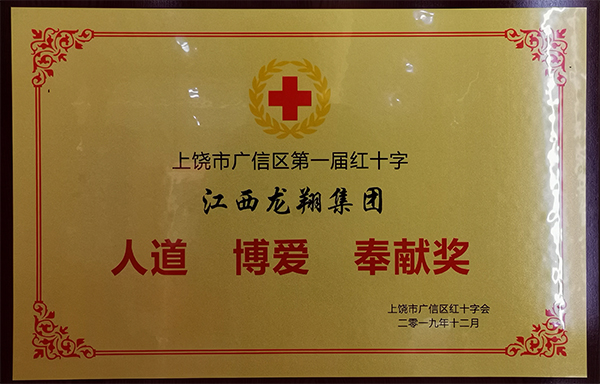 上饶市广信区第一届红十字
江西龙翔集团
人道 博爱 奉献奖
上饶市广信区红十字会
二零一九年十二月